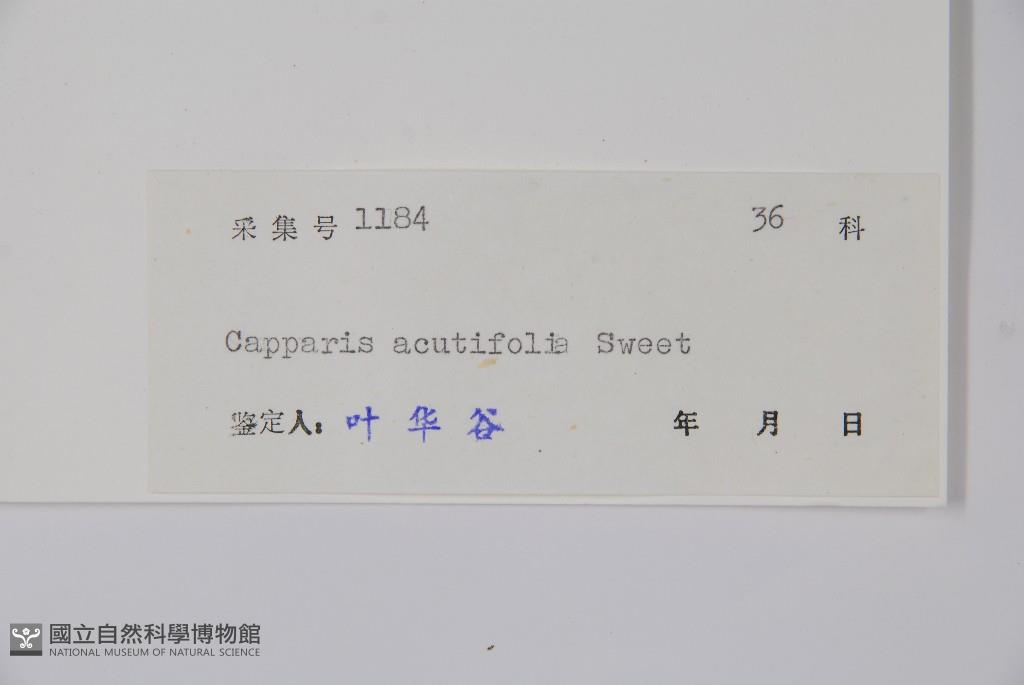 采集号 1184 36 科
Capparis acutifolia Sweet
鉴定人: 叶华谷 年 月 日
國立自然科學博物館
NATIONAL MUSEUM OF NATURAL SCIENCE